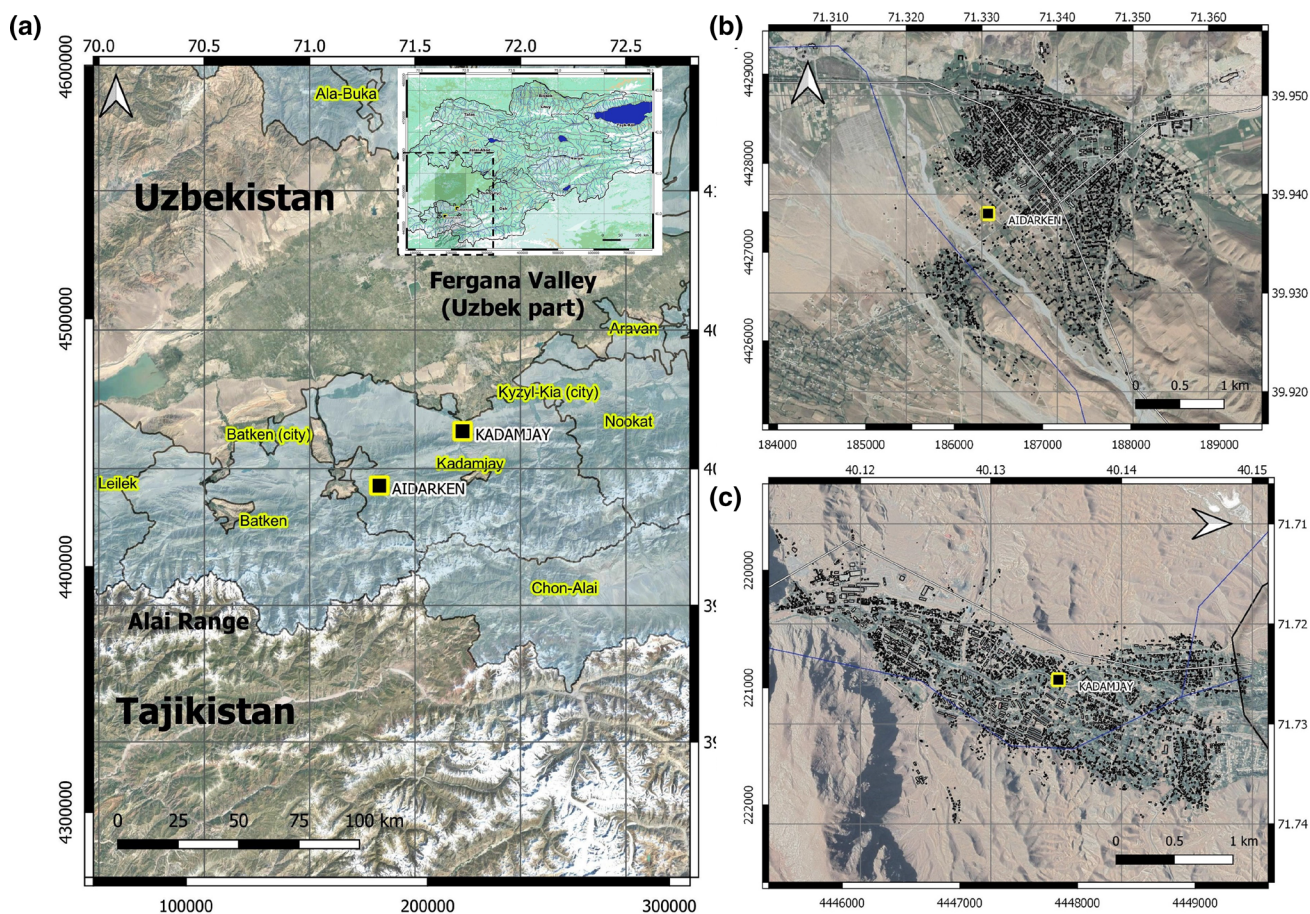 (a)
70.0 70.5 71.0 71.5 72.0 72.5
4600000
4500000
4400000
4300000
Ala-Buka
Uzbekistan
Fergana Valley
(Uzbek part)
Aravan
Kyzyl-Kia (city)
Nookat
Batken (city)
KADAMJAY
Kadamjay
Leilek
AIDARKEN
Batken
Chon-Alai
Alai Range
Tajikistan
0 25 50 75 100 km
100000 200000 300000
41
40
40
39
39
(b)
71.310 71.320 71.330 71.340 71.350 71.360
4429000
4428000
4427000
4426000
39.950
39.940
39.930
39.920
AIDARKEN
0 0.5 1 km
184000 185000 186000 187000 188000 189000
(c)
40.12 40.13 40.14 40.15
220000
221000
222000
71.71
71.72
71.73
71.74
KADAMJAY
0 0.5 1 km
4446000 4447000 4448000 4449000